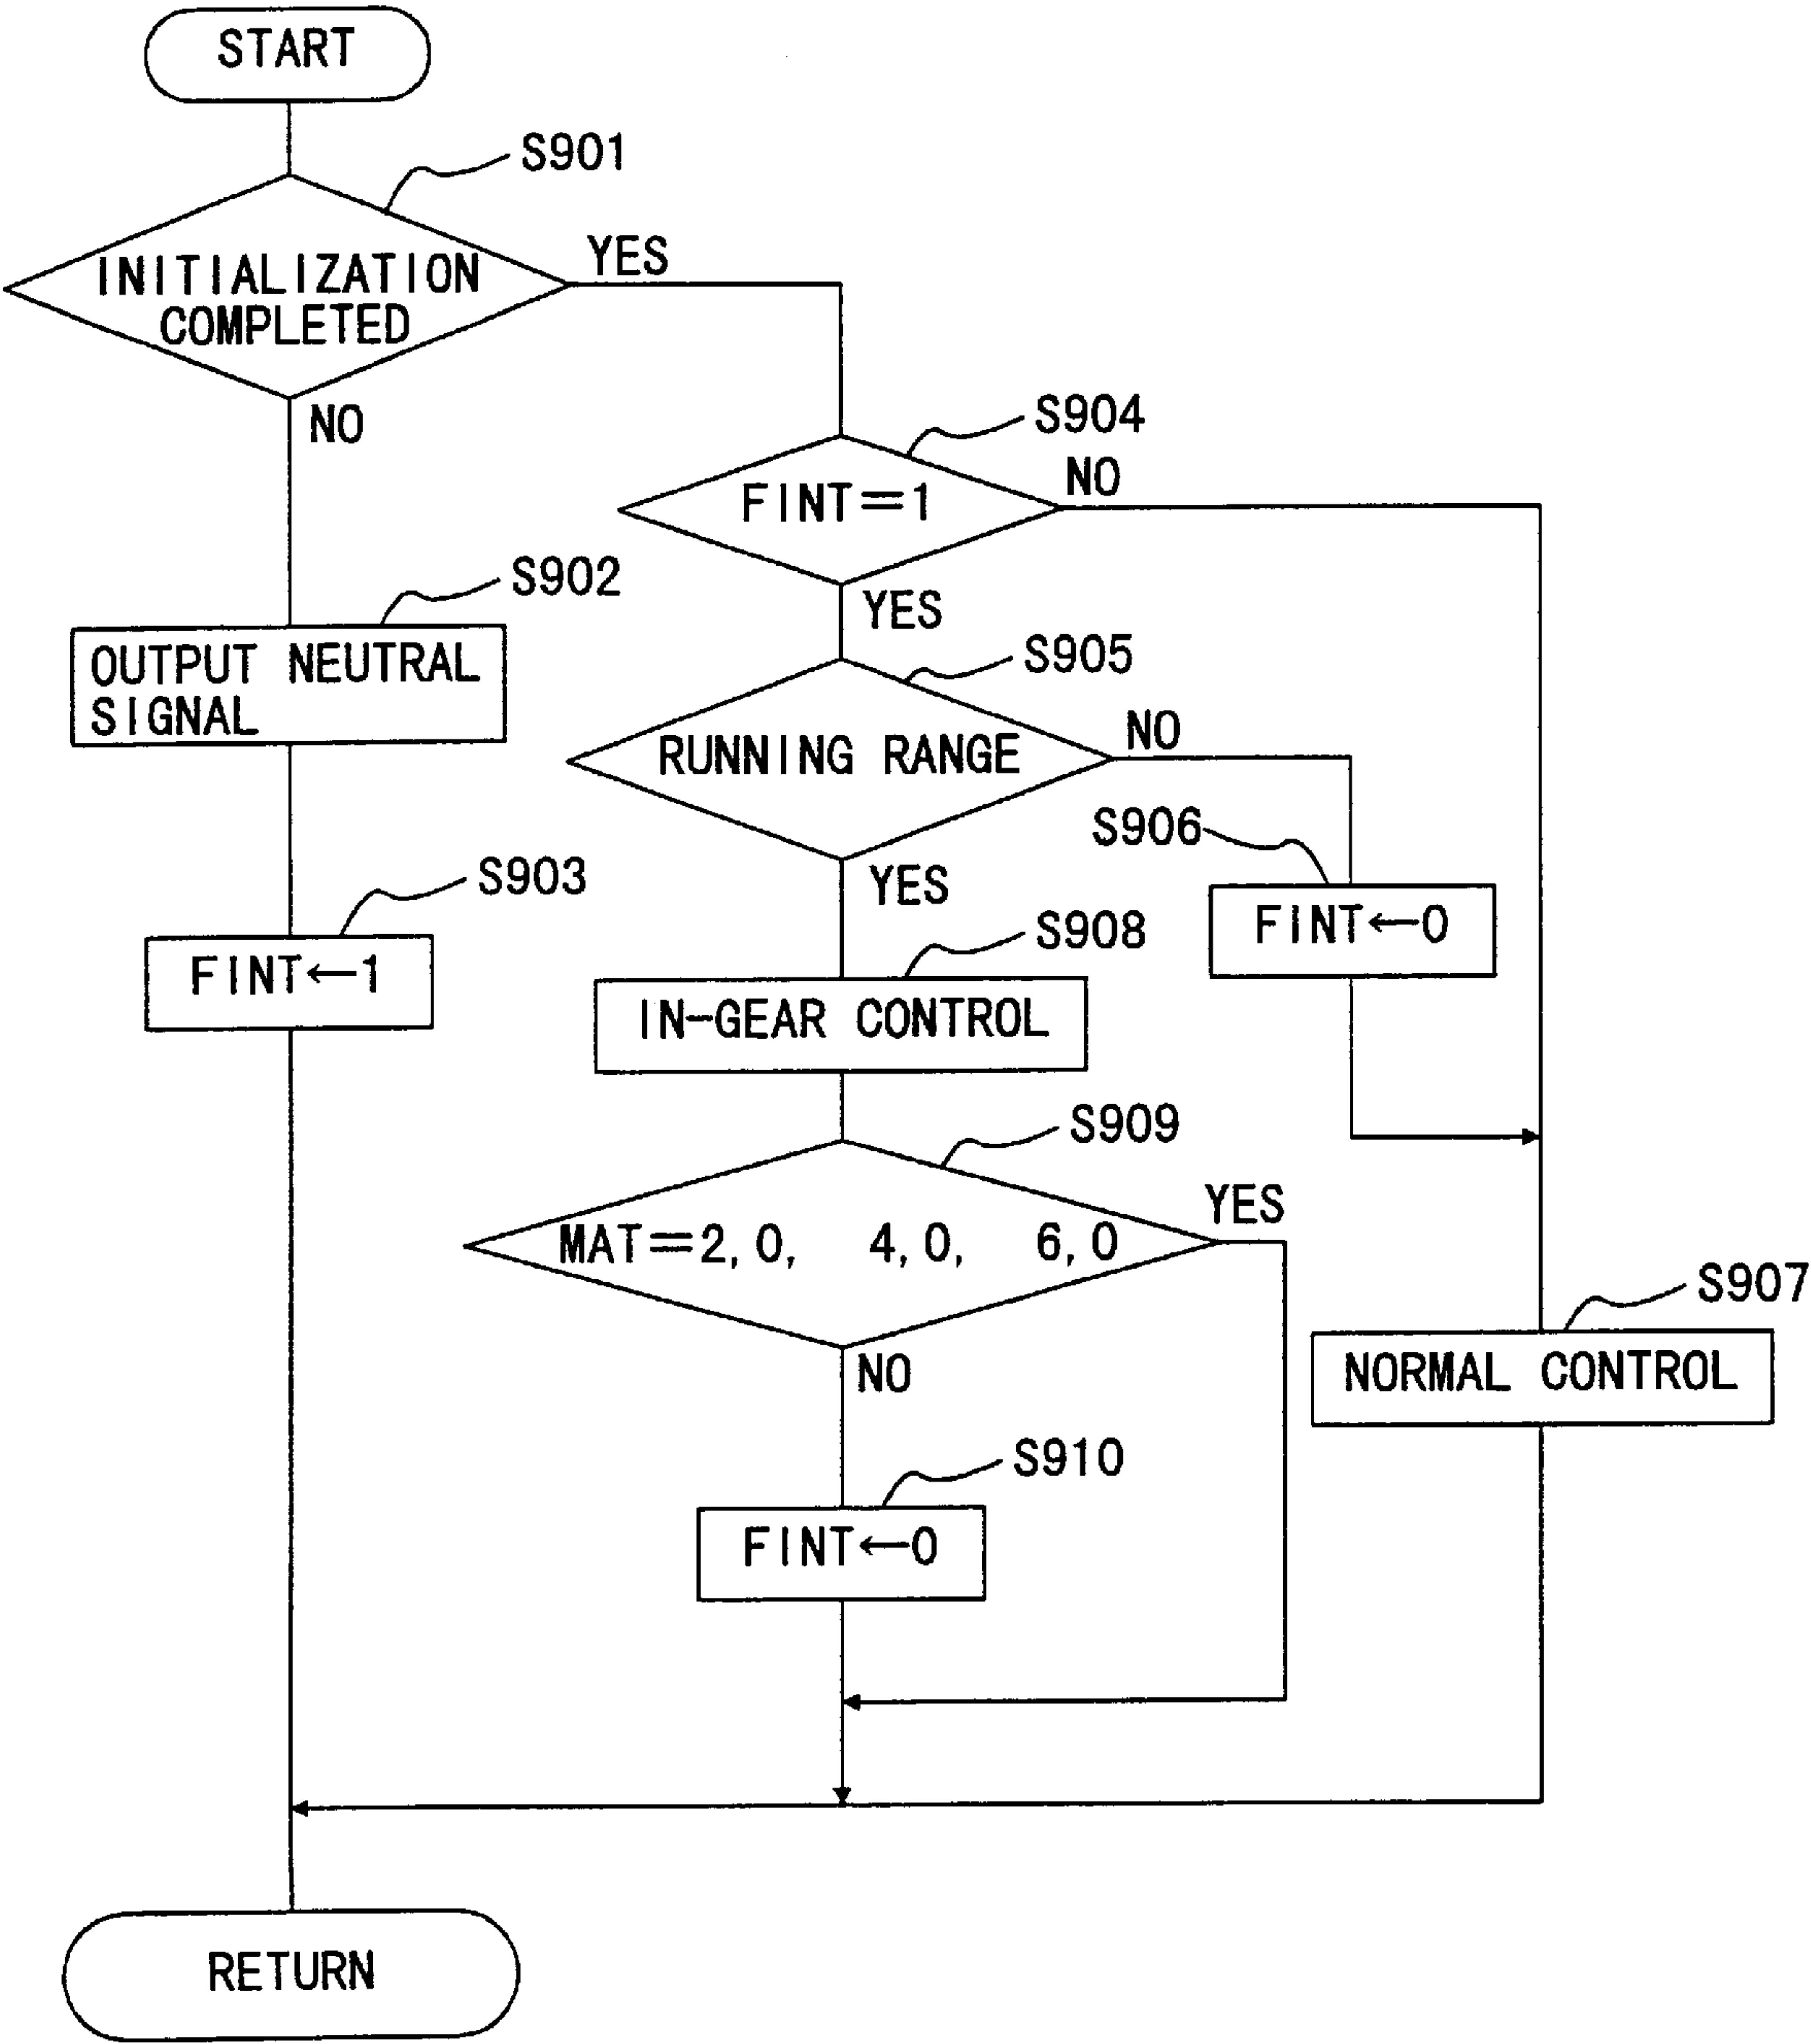 START
S901
INITIALIZATION
COMPLETED
YES
NO
S904
FINT=1
NO
YES
S902
OUTPUT NEUTRAL
SIGNAL
S905
RUNNING RANGE
NO
YES
S906
FINT←0
S903
FINT←1
S908
IN-GEAR CONTROL
S909
MAT=2,0, 4,0, 6,0
YES
NO
S907
NORMAL CONTROL
S910
FINT←0
RETURN